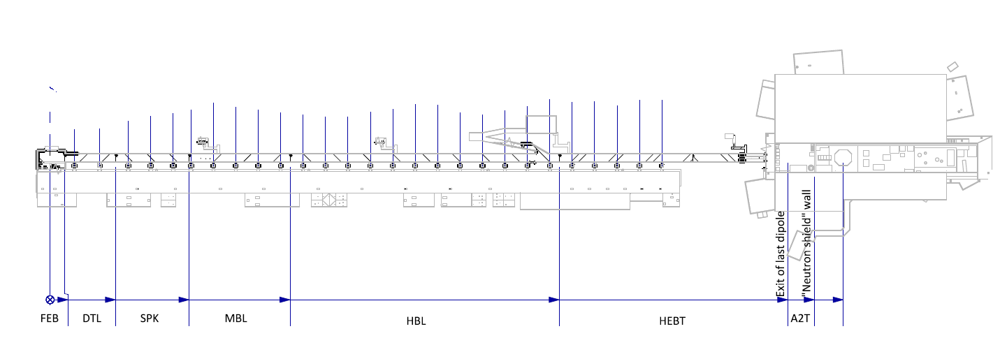 Exit of last dipole
"Neutron shield" wall
FEB
DTL
SPK
MBL
HBL
HEBT
A2T